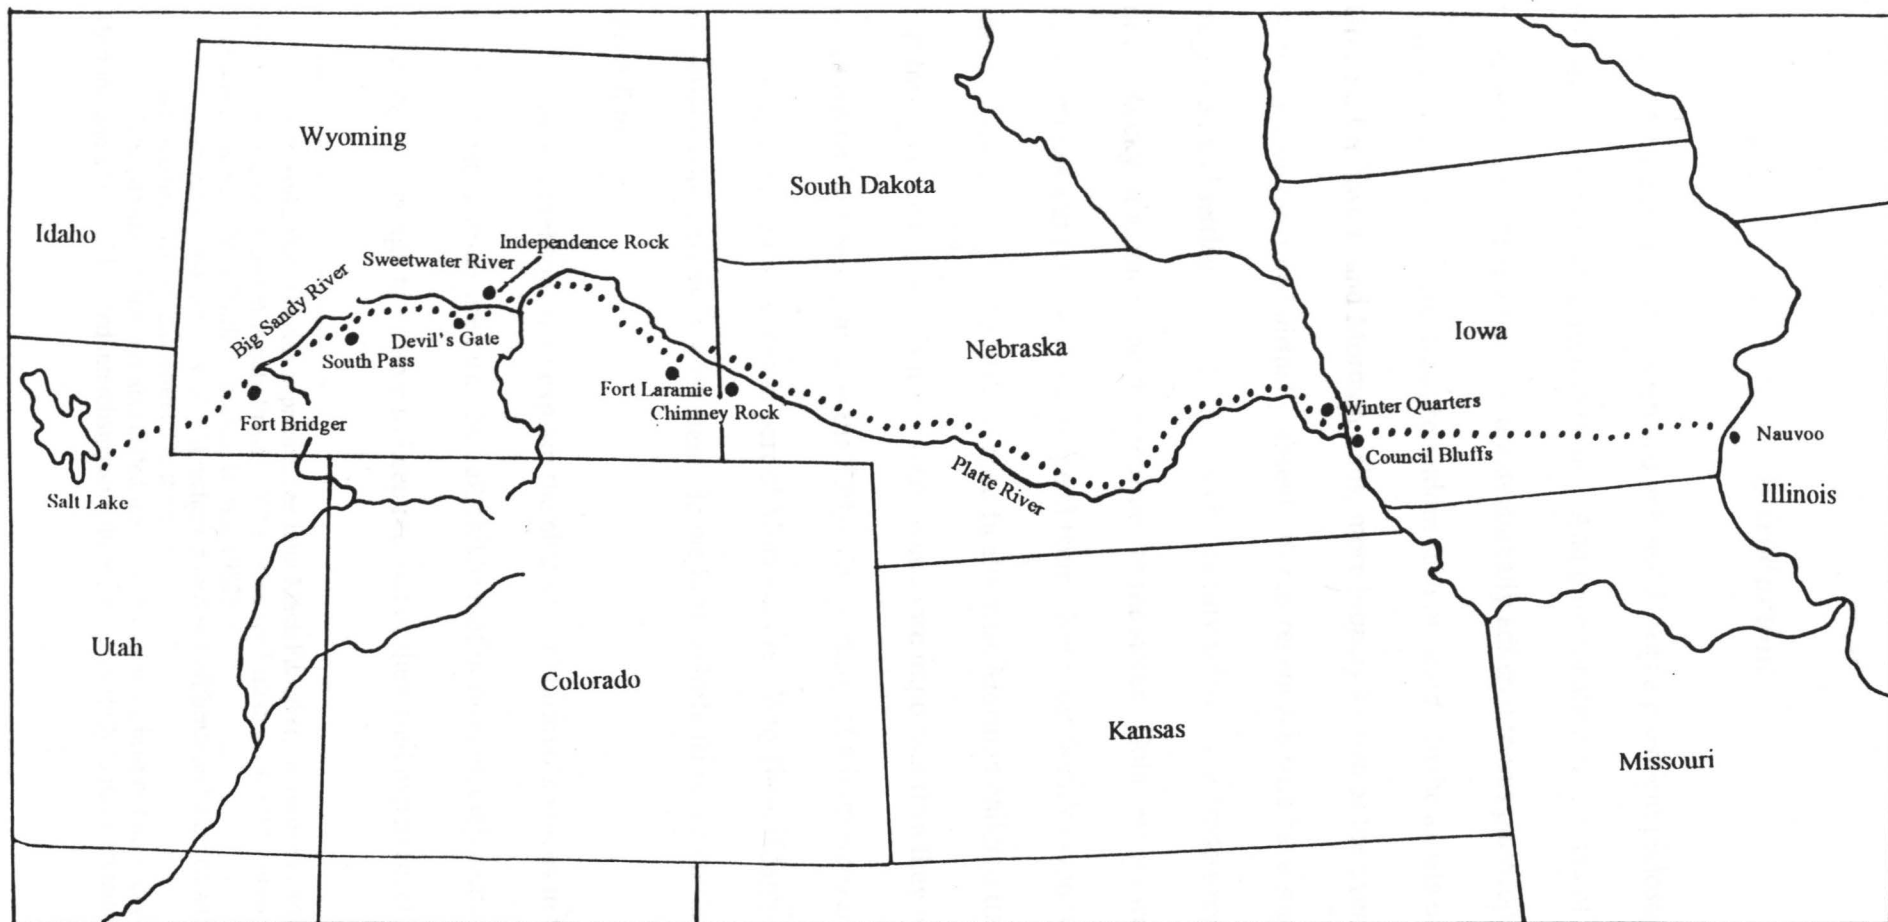 Wyoming
South Dakota
Idaho
Independence Rock
Sweetwater River
Big Sandy River
Devil's Gate
South Pass
Iowa
Nebraska
Fort Laramie
Chimney Rock
Winter Quarters
Fort Bridger
Nauvoo
Council Bluffs
Platte River
Salt Lake
Illinois
Utah
Colorado
Kansas
Missouri